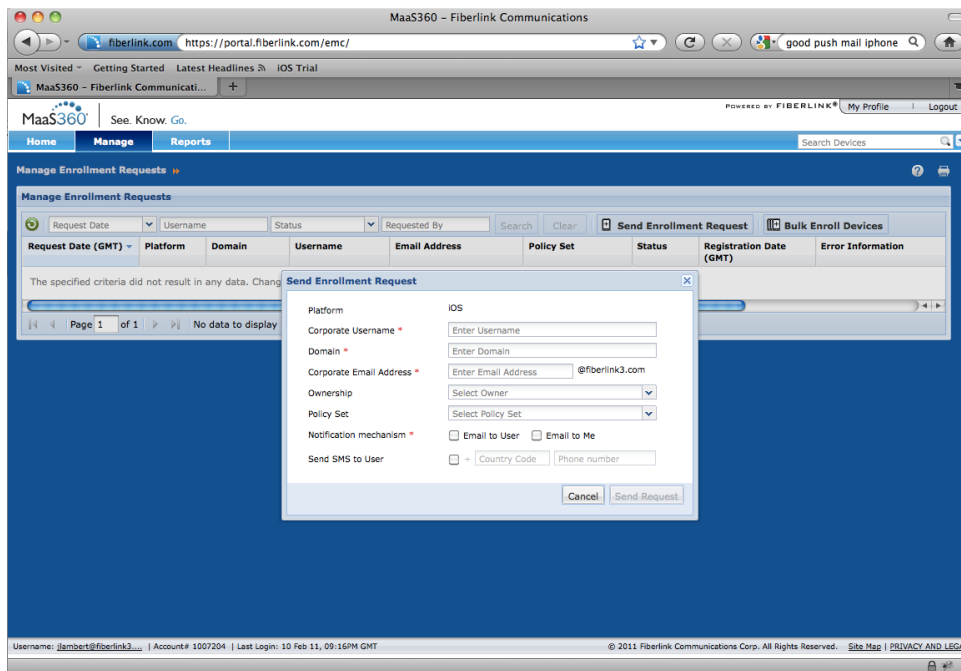 MaaS360 – Fiberlink Communications
fiberlink.com https://portal.fiberlink.com/emc/ good push mail iphone
Most Visited Getting Started Latest Headlines iOS Trial
MaaS360 – Fiberlink Communicati... +
MaaS360 See. Know. Go. POWERED BY FIBERLINK® My Profile | Logout
Home Manage Reports Search Devices
Manage Enrollment Requests
Manage Enrollment Requests
Request Date Username Status Requested By Search Clear Send Enrollment Request Bulk Enroll Devices
Request Date (GMT) Platform Domain Username Email Address Policy Set Status Registration Date (GMT) Error Information
The specified criteria did not result in any data. Chang
Page 1 of 1 No data to display
Send Enrollment Request
Platform iOS
Corporate Username * Enter Username
Domain * Enter Domain
Corporate Email Address * Enter Email Address @fiberlink3.com
Ownership Select Owner
Policy Set Select Policy Set
Notification mechanism * Email to User Email to Me
Send SMS to User + Country Code Phone number
Cancel Send Request
Username: jlambert@fiberlink3.... | Account# 1007204 | Last Login: 10 Feb 11, 09:16PM GMT © 2011 Fiberlink Communications Corp. All Rights Reserved. Site Map | PRIVACY AND LEGA